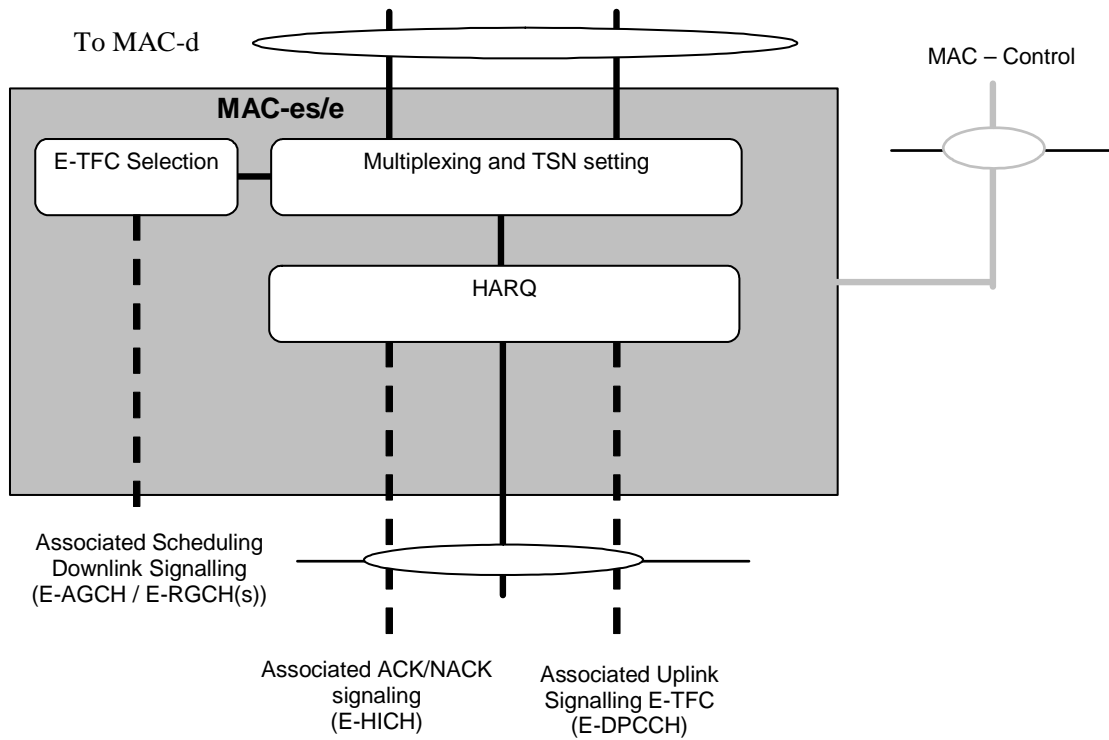 To MAC-d
MAC – Control
MAC-es/e
E-TFC Selection
Multiplexing and TSN setting
HARQ
Associated Scheduling
Downlink Signalling
(E-AGCH / E-RGCH(s))
Associated ACK/NACK
signaling
(E-HICH)
Associated Uplink
Signalling E-TFC
(E-DPCCH)